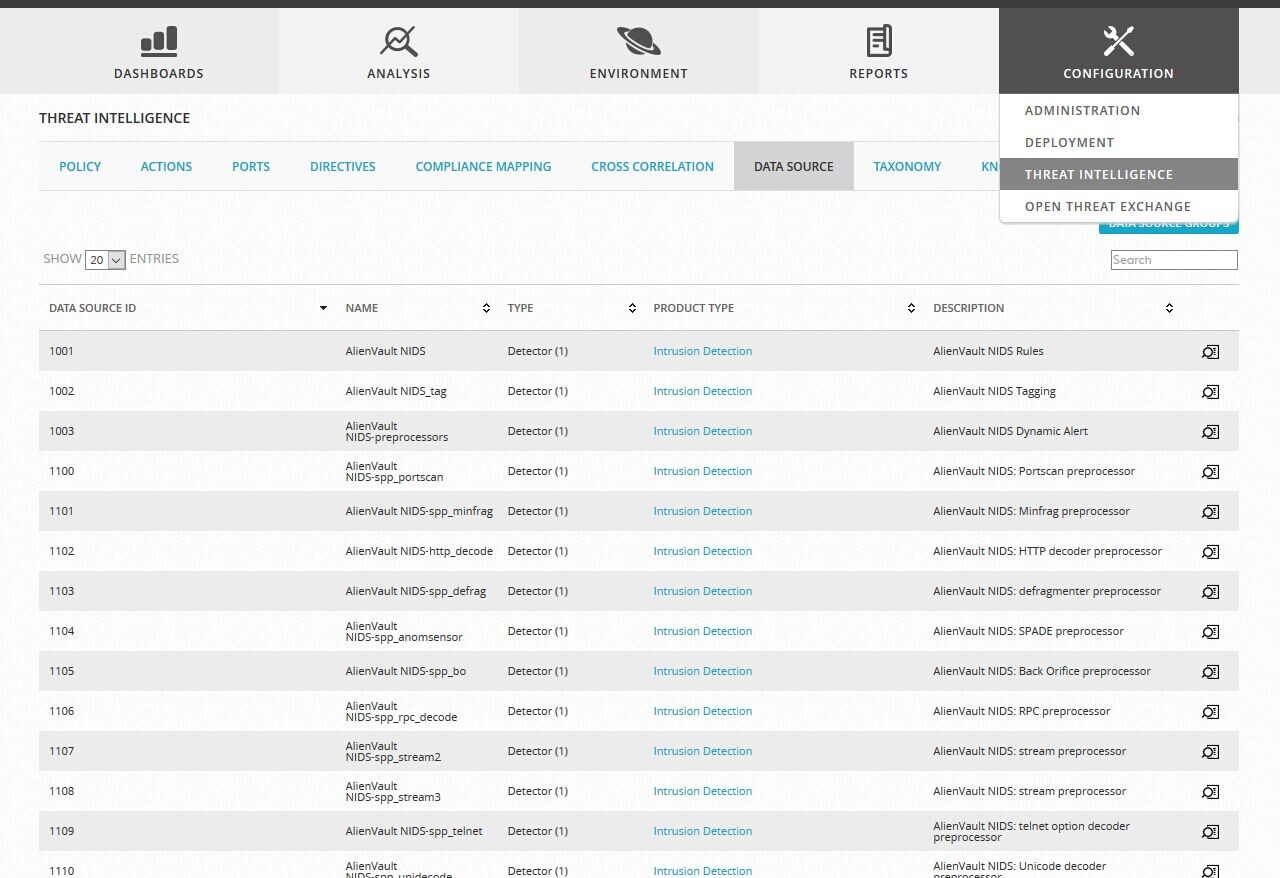 DASHBOARDS
ANALYSIS
ENVIRONMENT
REPORTS
CONFIGURATION
ADMINISTRATION
DEPLOYMENT
THREAT INTELLIGENCE
OPEN THREAT EXCHANGE
THREAT INTELLIGENCE
POLICY ACTIONS PORTS DIRECTIVES COMPLIANCE MAPPING CROSS CORRELATION DATA SOURCE TAXONOMY
DATA SOURCE GROUPS
SHOW 20 ENTRIES
Search
DATA SOURCE ID NAME TYPE PRODUCT TYPE DESCRIPTION
1001 AlienVault NIDS Detector (1) Intrusion Detection AlienVault NIDS Rules
1002 AlienVault NIDS_tag Detector (1) Intrusion Detection AlienVault NIDS Tagging
1003 AlienVault
NIDS-preprocessors Detector (1) Intrusion Detection AlienVault NIDS Dynamic Alert
1100 AlienVault
NIDS-spp_portscan Detector (1) Intrusion Detection AlienVault NIDS: Portscan preprocessor
1101 AlienVault NIDS-spp_minfrag Detector (1) Intrusion Detection AlienVault NIDS: Minfrag preprocessor
1102 AlienVault NIDS-http_decode Detector (1) Intrusion Detection AlienVault NIDS: HTTP decoder preprocessor
1103 AlienVault NIDS-spp_defrag Detector (1) Intrusion Detection AlienVault NIDS: defragmenter preprocessor
1104 AlienVault
NIDS-spp_anomsensor Detector (1) Intrusion Detection AlienVault NIDS: SPADE preprocessor
1105 AlienVault NIDS-spp_bo Detector (1) Intrusion Detection AlienVault NIDS: Back Orifice preprocessor
1106 AlienVault
NIDS-spp_rpc_decode Detector (1) Intrusion Detection AlienVault NIDS: RPC preprocessor
1107 AlienVault
NIDS-spp_stream2 Detector (1) Intrusion Detection AlienVault NIDS: stream preprocessor
1108 AlienVault
NIDS-spp_stream3 Detector (1) Intrusion Detection AlienVault NIDS: stream preprocessor
1109 AlienVault NIDS-spp_telnet Detector (1) Intrusion Detection AlienVault NIDS: telnet option decoder
preprocessor
1110 AlienVault
NIDS-spp_unidecode Detector (1) Intrusion Detection AlienVault NIDS: Unicode decoder
preprocessor